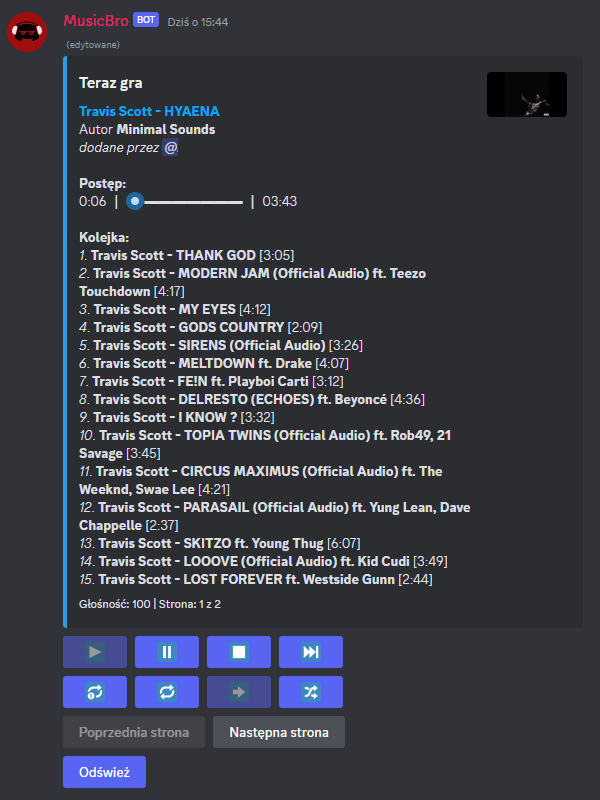 MusicBro BOT Dziś o 15:44
(edytowane)
Teraz gra
Travis Scott - HYAENA
Autor Minimal Sounds
dodane przez @
Postęp:
0:06 | | 03:43
Kolejka:
1. Travis Scott - THANK GOD [3:05]
2. Travis Scott - MODERN JAM (Official Audio) ft. Teezo
Touchdown [4:17]
3. Travis Scott - MY EYES [4:12]
4. Travis Scott - GODS COUNTRY [2:09]
5. Travis Scott - SIRENS (Official Audio) [3:26]
6. Travis Scott - MELTDOWN ft. Drake [4:07]
7. Travis Scott - FE!N ft. Playboi Carti [3:12]
8. Travis Scott - DELRESTO (ECHOES) ft. Beyoncé [4:36]
9. Travis Scott - I KNOW ? [3:32]
10. Travis Scott - TOPIA TWINS (Official Audio) ft. Rob49, 21
Savage [3:45]
11. Travis Scott - CIRCUS MAXIMUS (Official Audio) ft. The
Weeknd, Swae Lee [4:21]
12. Travis Scott - PARASAIL (Official Audio) ft. Yung Lean, Dave
Chappelle [2:37]
13. Travis Scott - SKITZO ft. Young Thug [6:07]
14. Travis Scott - LOOOVE (Official Audio) ft. Kid Cudi [3:49]
15. Travis Scott - LOST FOREVER ft. Westside Gunn [2:44]
Głośność: 100 | Strona: 1 z 2
Poprzednia strona Następna strona
Odśwież